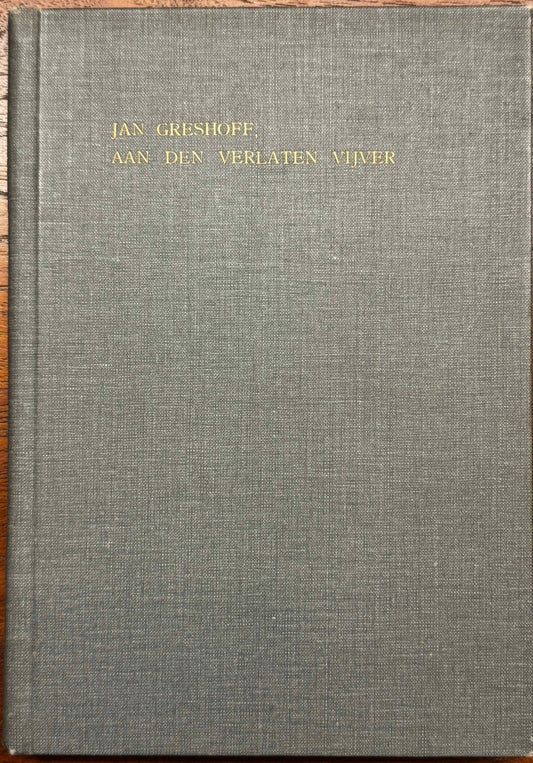 JAN GRESHOFF,
AAN DEN VERLATEN VIJVER